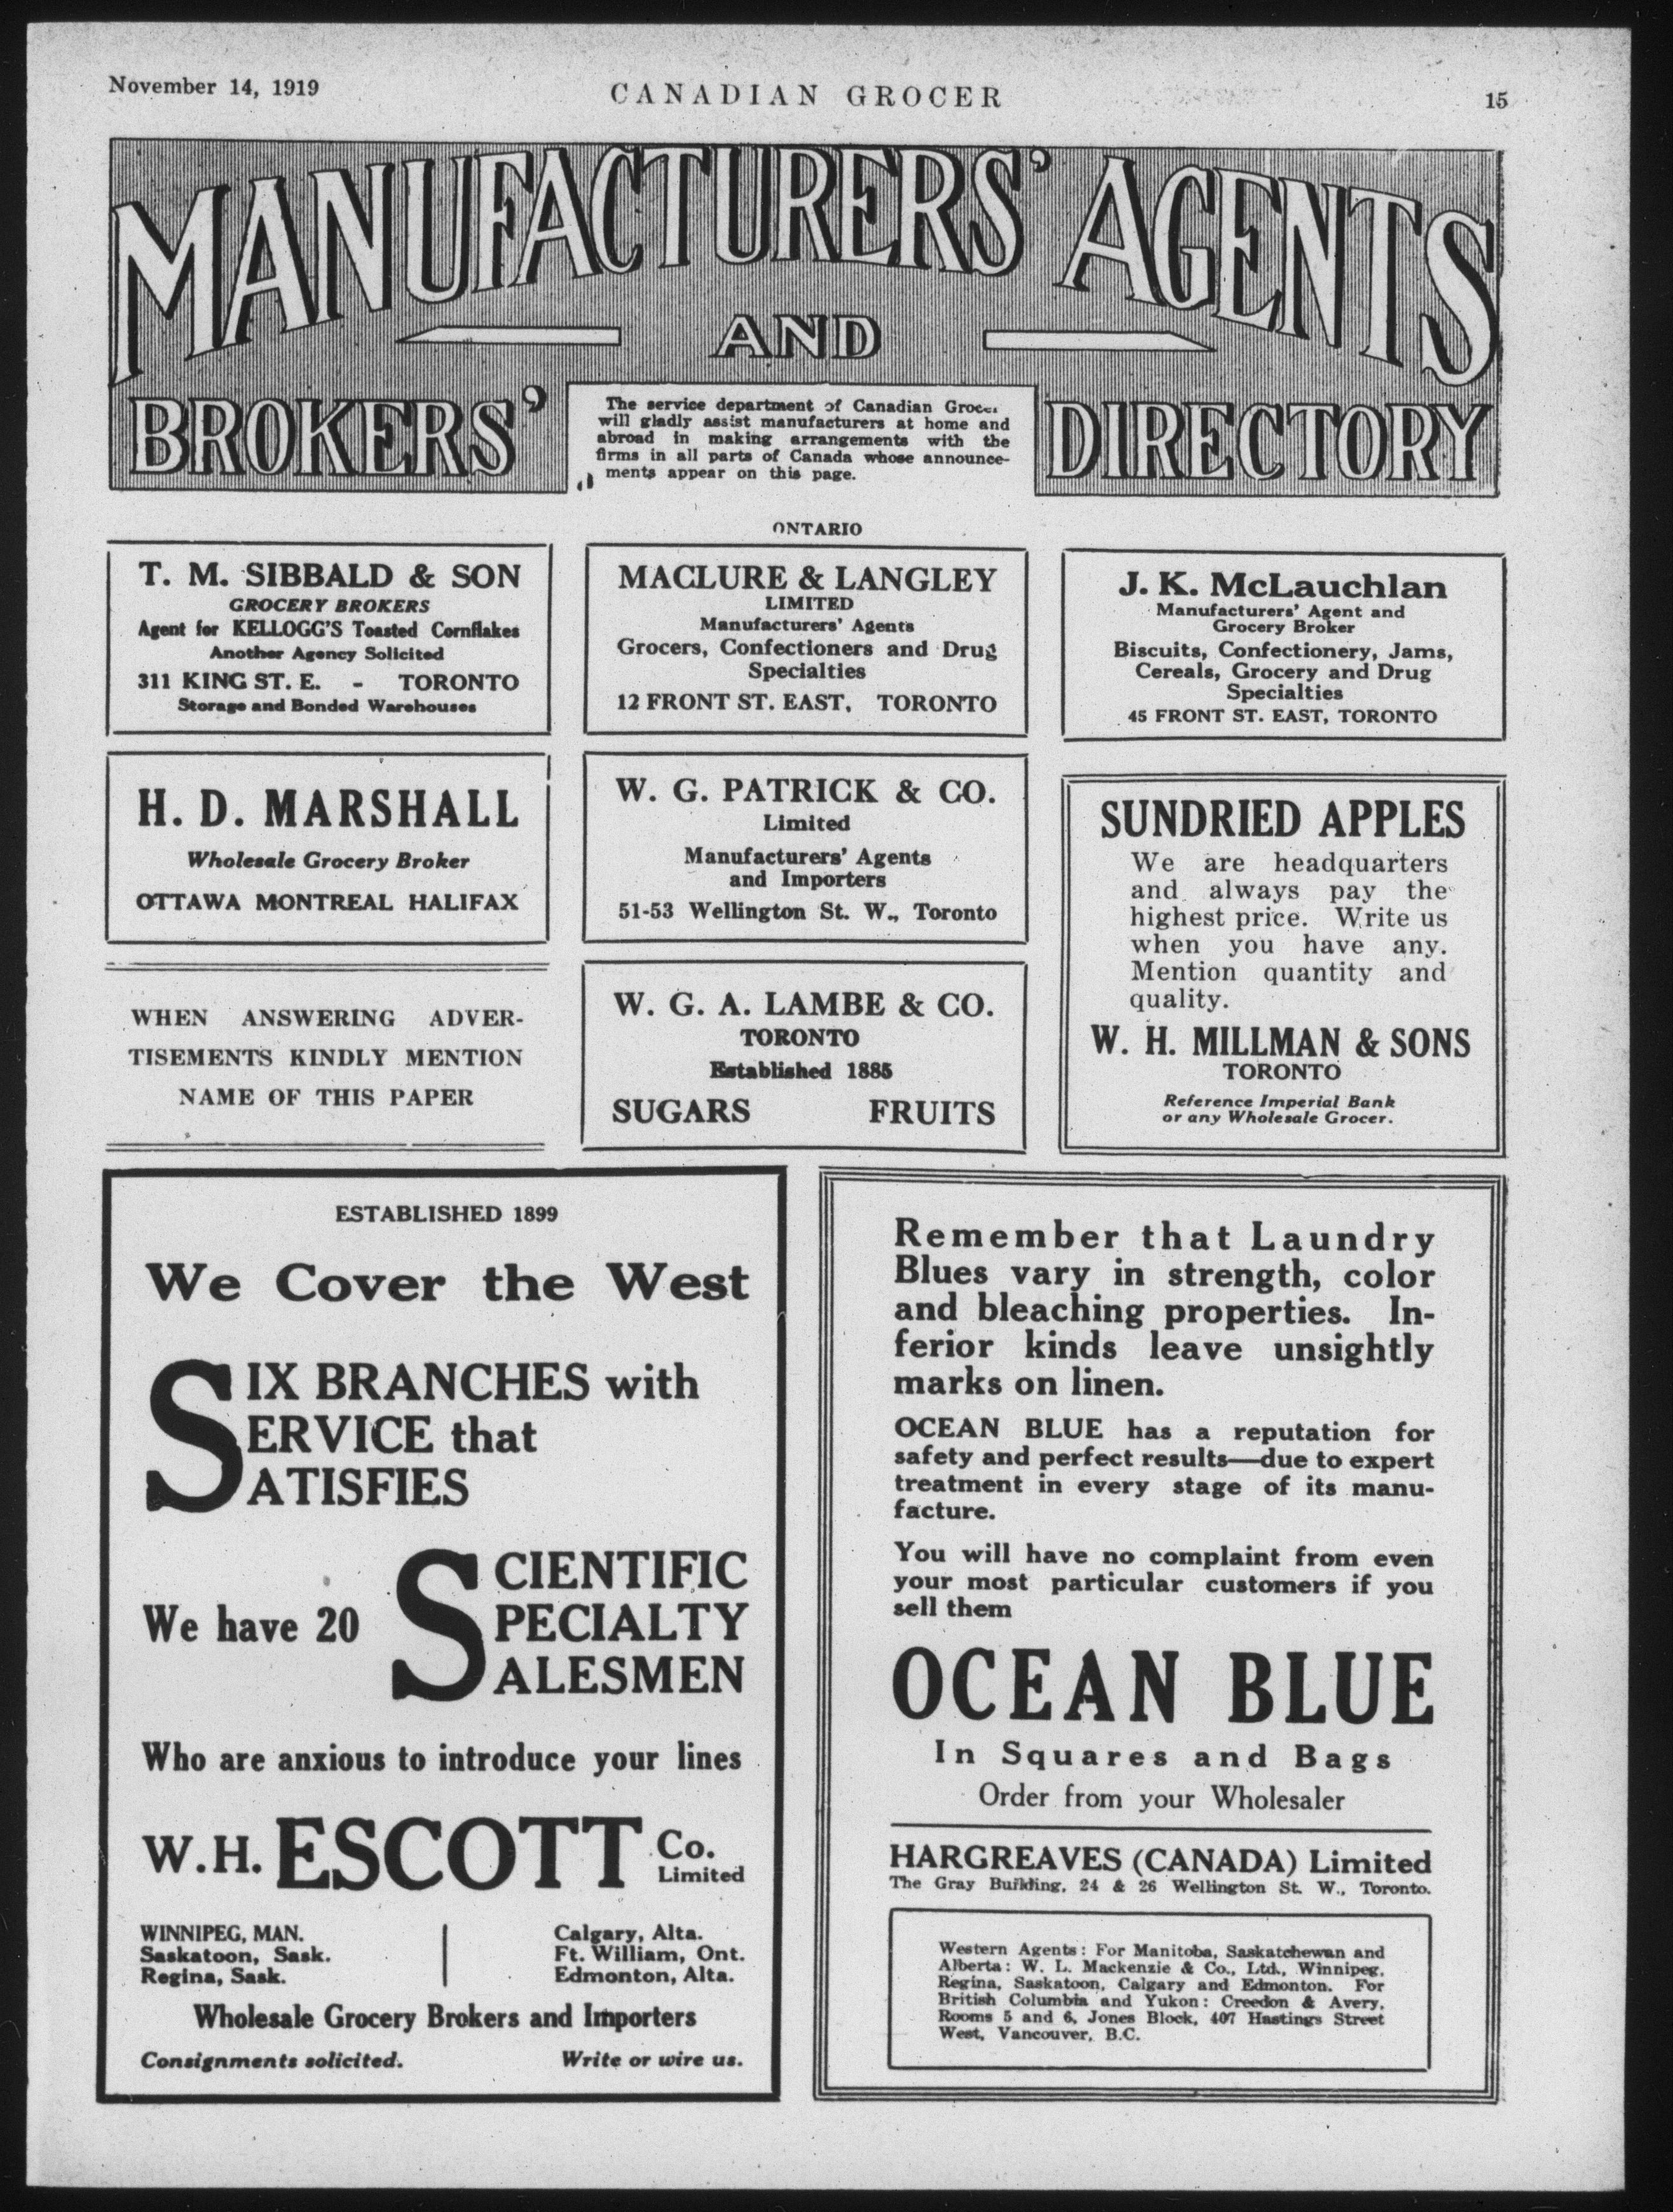 November 14, 1919
CANADIAN GROCER
15
MANUFACTURERS' AGENTS
AND
BROKERS' DIRECTORY
The service department of Canadian Grocer
will gladly assist manufacturers at home and
abroad in making arrangements with the
firms in all parts of Canada whose announce-
ments appear on this page.
ONTARIO
T. M. SIBBALD & SON
GROCERY BROKERS
Agent for KELLOGG'S Toasted Cornflakes
Another Agency Solicited
311 KING ST. E. - TORONTO
Storage and Bonded Warehouses
MACLURE & LANGLEY
LIMITED
Manufacturers' Agents
Grocers, Confectioners and Drug
Specialties
12 FRONT ST. EAST, TORONTO
J. K. McLauchlan
Manufacturers' Agent and
Grocery Broker
Biscuits, Confectionery, Jams,
Cereals, Grocery and Drug
Specialties
45 FRONT ST. EAST, TORONTO
H. D. MARSHALL
Wholesale Grocery Broker
OTTAWA MONTREAL HALIFAX
W. G. PATRICK & CO.
Limited
Manufacturers' Agents
and Importers
51-53 Wellington St. W., Toronto
SUNDRIED APPLES
We are headquarters
and always pay the
highest price. Write us
when you have any.
Mention quantity and
quality.
W. H. MILLMAN & SONS
TORONTO
Reference Imperial Bank
or any Wholesale Grocer.
WHEN ANSWERING ADVER-
TISEMENTS KINDLY MENTION
NAME OF THIS PAPER
W. G. A. LAMBE & CO.
TORONTO
Established 1885
SUGARS FRUITS
ESTABLISHED 1899
We Cover the West
SIX BRANCHES with
SERVICE that
SATISFIES
We have 20
SCIENTIFIC
SPECIALTY
SALESMEN
Who are anxious to introduce your lines
W.H. ESCOTT Co.
Limited
WINNIPEG, MAN.
Saskatoon, Sask.
Regina, Sask.
Calgary, Alta.
Ft. William, Ont.
Edmonton, Alta.
Wholesale Grocery Brokers and Importers
Consignments solicited. Write or wire us.
Remember that Laundry
Blues vary in strength, color
and bleaching properties. In-
ferior kinds leave unsightly
marks on linen.
OCEAN BLUE has a reputation for
safety and perfect results—due to expert
treatment in every stage of its manu-
facture.
You will have no complaint from even
your most particular customers if you
sell them
OCEAN BLUE
In Squares and Bags
Order from your Wholesaler
HARGREAVES (CANADA) Limited
The Gray Building, 24 & 26 Wellington St. W., Toronto.
Western Agents: For Manitoba, Saskatchewan and
Alberta: W. L. Mackenzie & Co., Ltd., Winnipeg,
Regina, Saskatoon, Calgary and Edmonton. For
British Columbia and Yukon: Creedon & Avery,
Rooms 5 and 6, Jones Block, 407 Hastings Street
West, Vancouver, B.C.